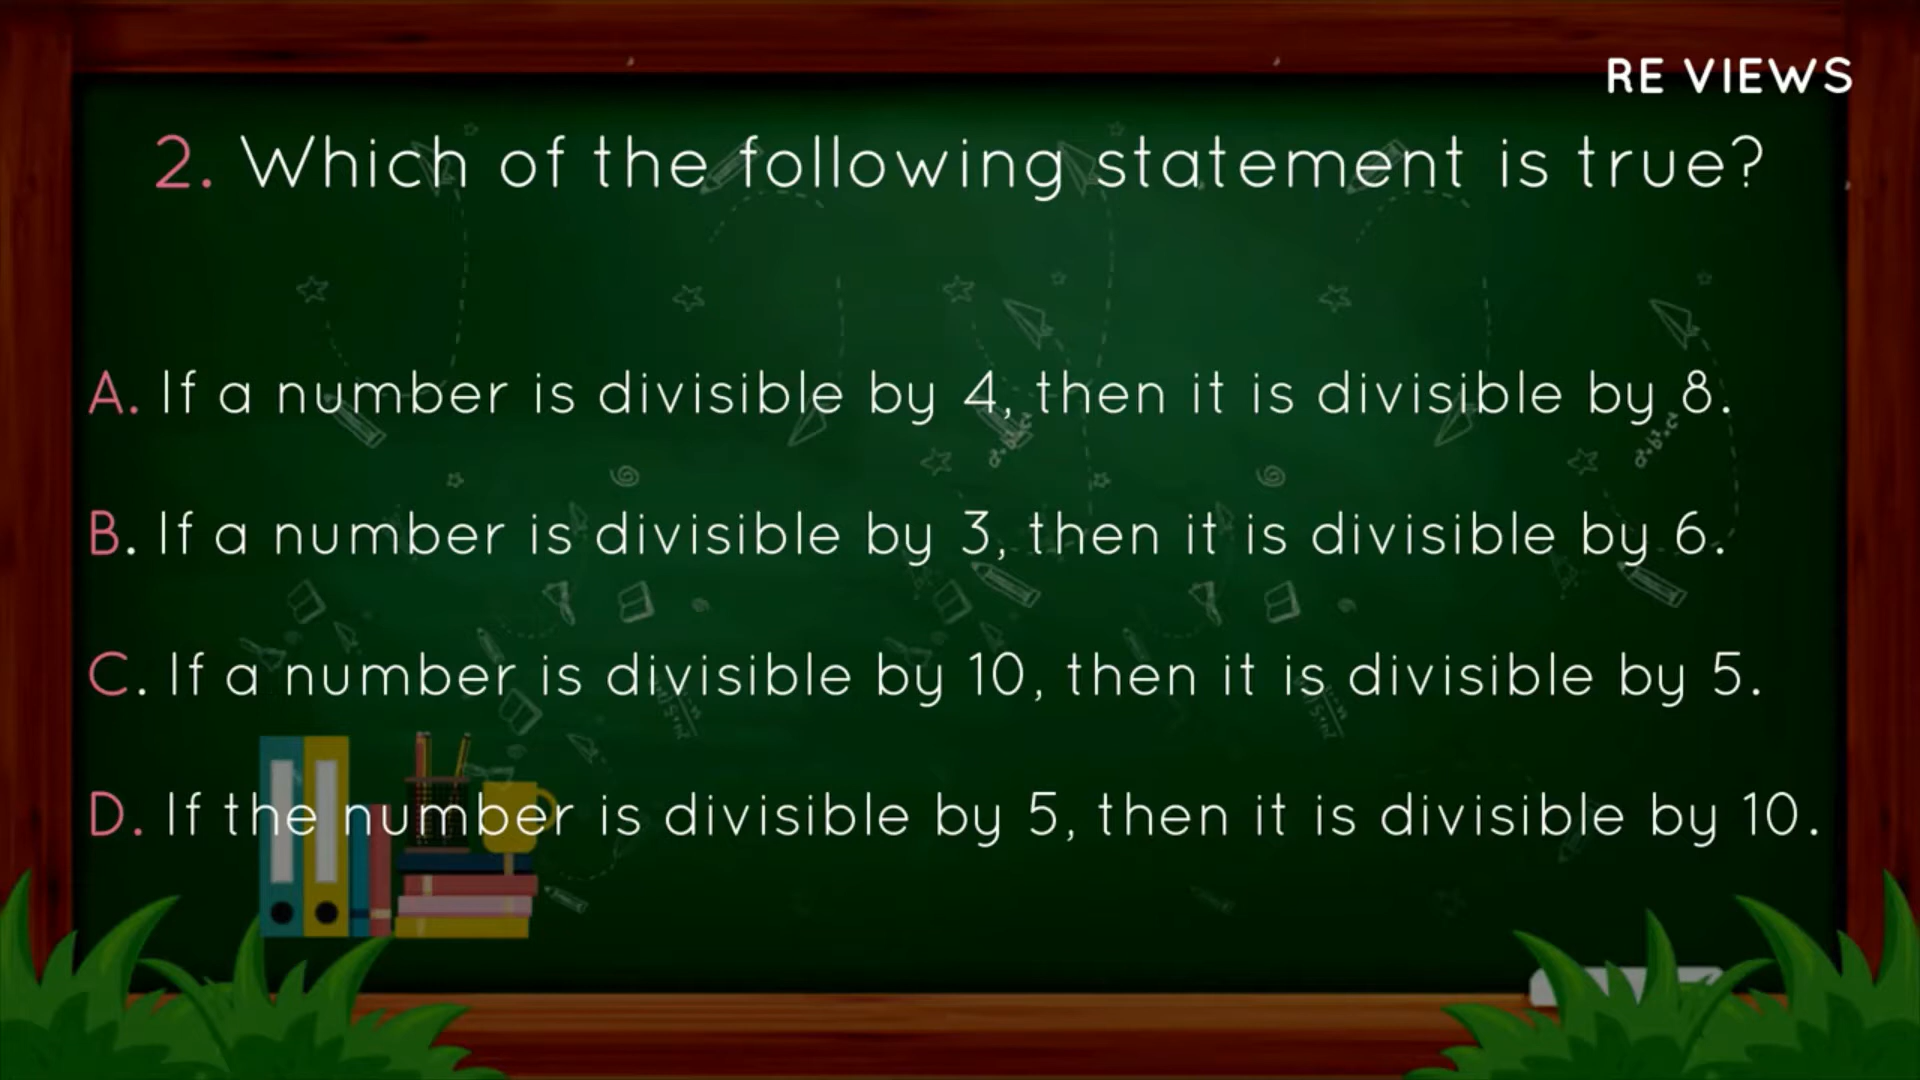 RE VIEWS
2. Which of the following statement is true?
A. If a number is divisible by 4, then it is divisible by 8.
B. If a number is divisible by 3, then it is divisible by 6.
C. If a number is divisible by 10, then it is divisible by 5.
D. If the number is divisible by 5, then it is divisible by 10.